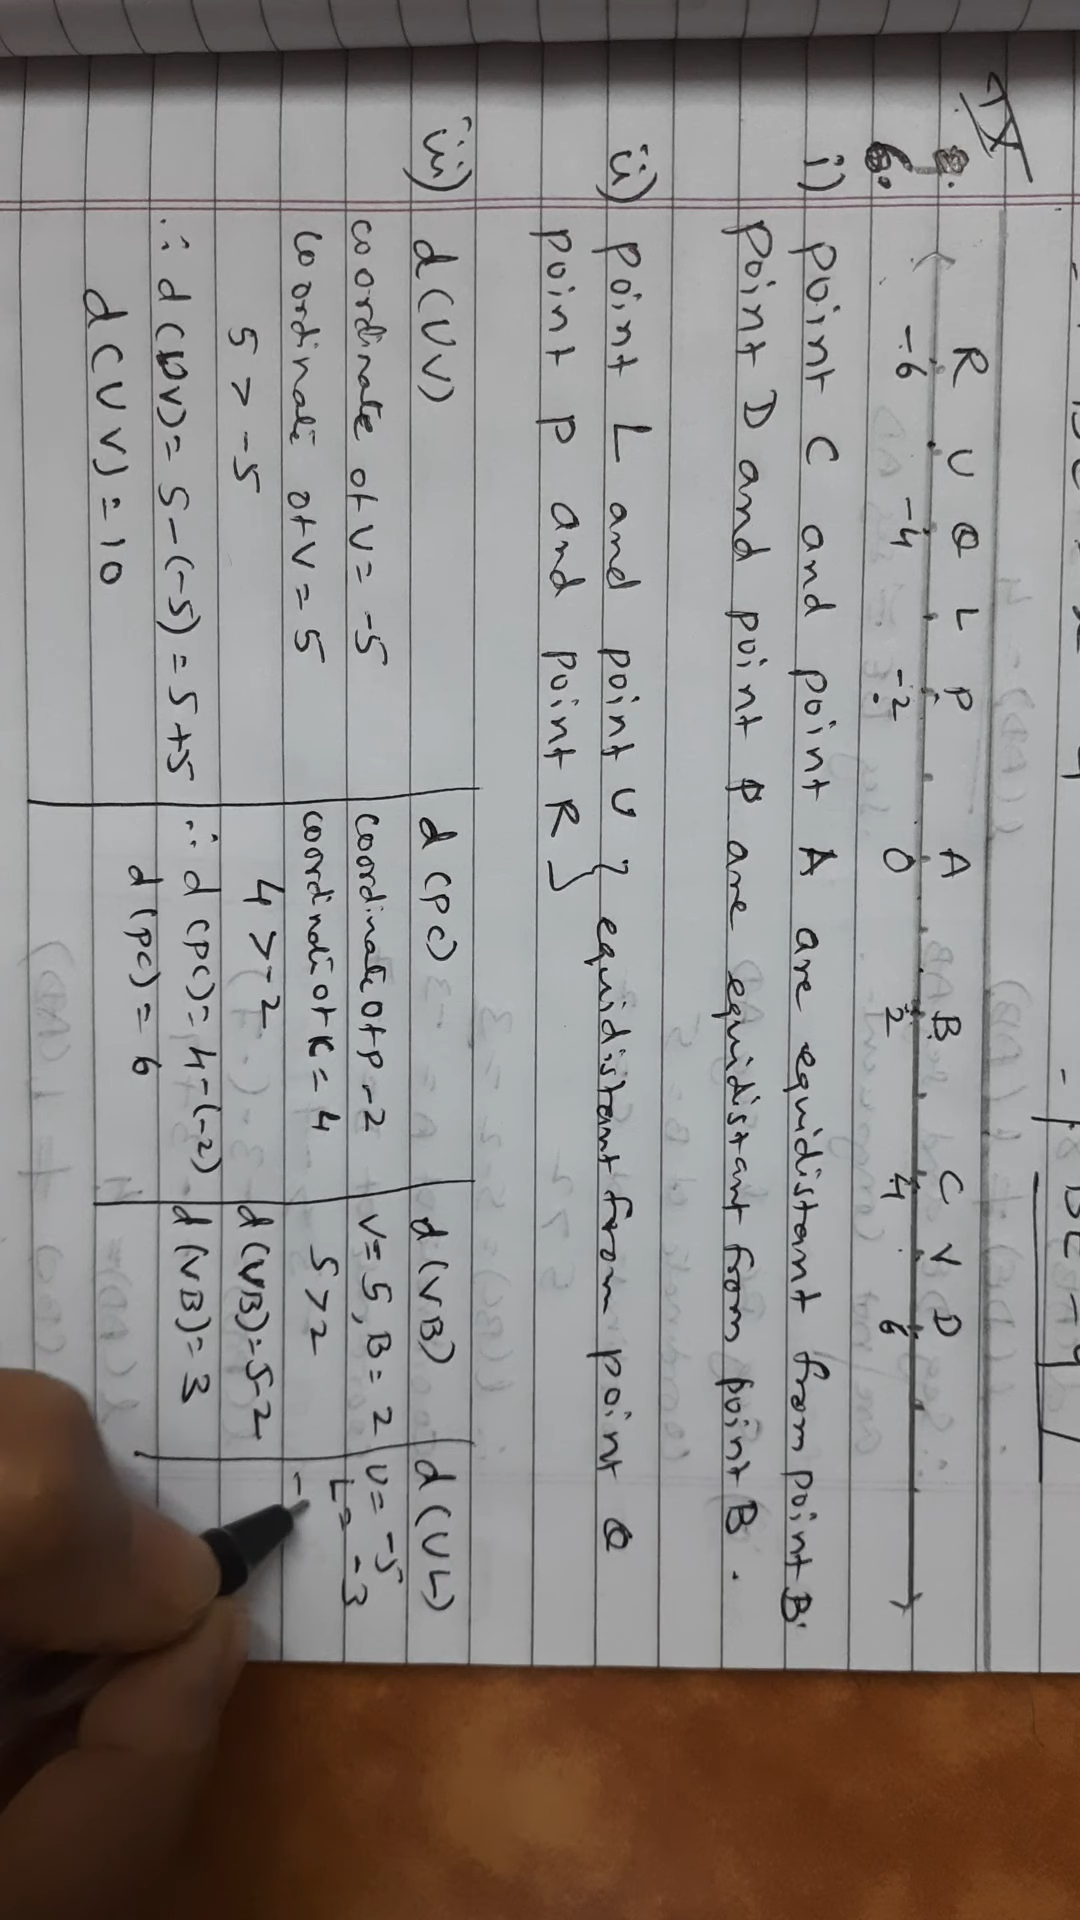 IX
6.
R U Q L P A B C V D
-6 -4 -2 0 2 4 6
i) point C and point A are equidistant from point B.
point D and point P are equidistant from point B.
ii) point L and point U } equidistant from point Q
point P and point R }
iii) d(UV)
coordinate of U = -5
coordinate of V = 5
5 > -5
∴ d(UV) = 5-(-5) = 5+5
d(UV) = 10
d(PC)
coordinate of P -2
coordinate of K = 4
4 > -2
∴ d(PC) = 4-(-2)
d(PC) = 6
d(VB)
V = 5, B = 2
5 > 2
d(VB) = 5-2
d(VB) = 3
d(UL)
U = -5
L = -3
-